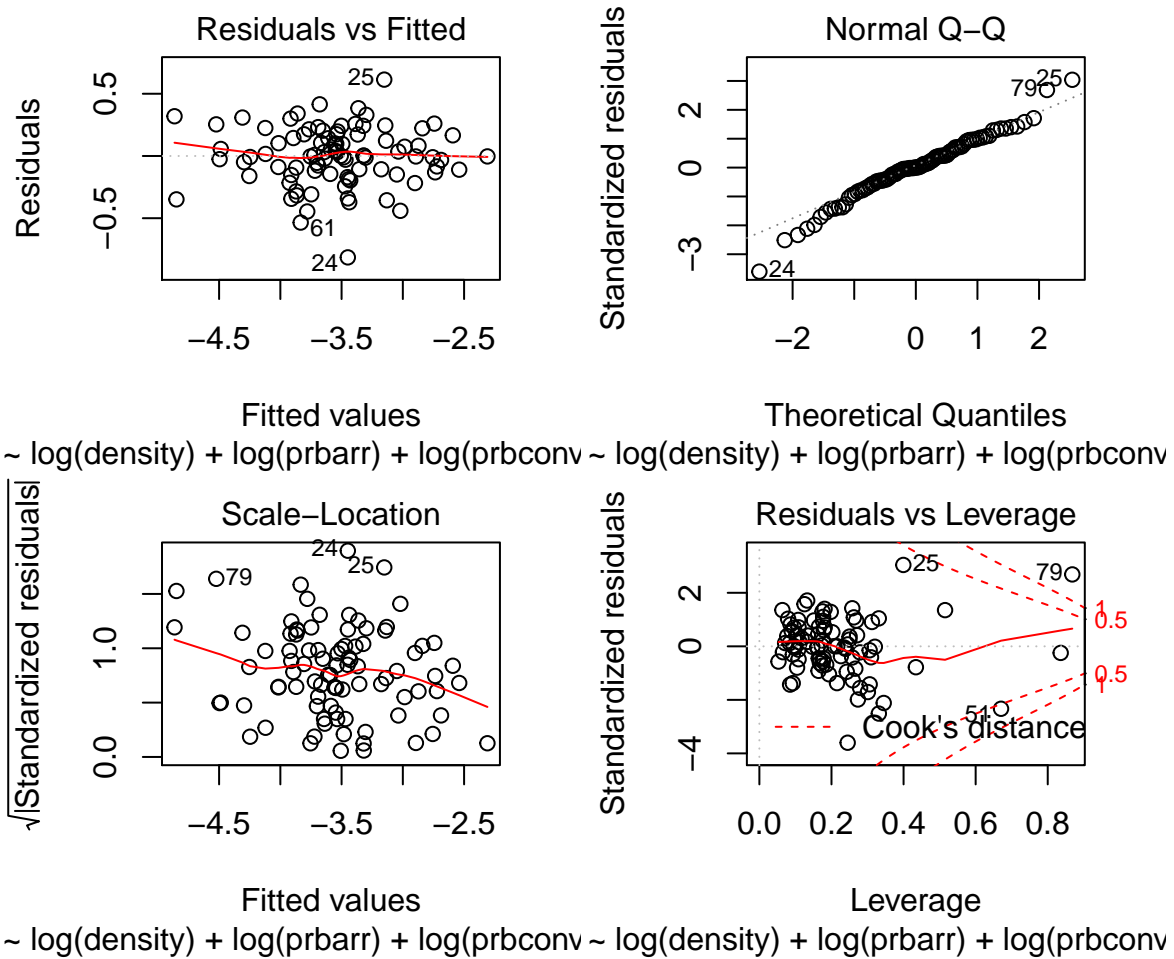 Residuals vs Fitted
Residuals
0.5
−0.5
25
61
24
−4.5 −3.5 −2.5
Fitted values
~ log(density) + log(prbarr) + log(prbconv
Normal Q−Q
Standardized residuals
2
0
−3
79
25
24
−2 0 1 2
Theoretical Quantiles
~ log(density) + log(prbarr) + log(prbconv
Scale−Location
√|Standardized residuals|
1.0
0.0
24
25
79
−4.5 −3.5 −2.5
Fitted values
~ log(density) + log(prbarr) + log(prbconv
Residuals vs Leverage
Standardized residuals
2
0
−4
25
79
51
1
0.5
0.5
1
Cook's distance
0.0 0.2 0.4 0.6 0.8
Leverage
~ log(density) + log(prbarr) + log(prbconv